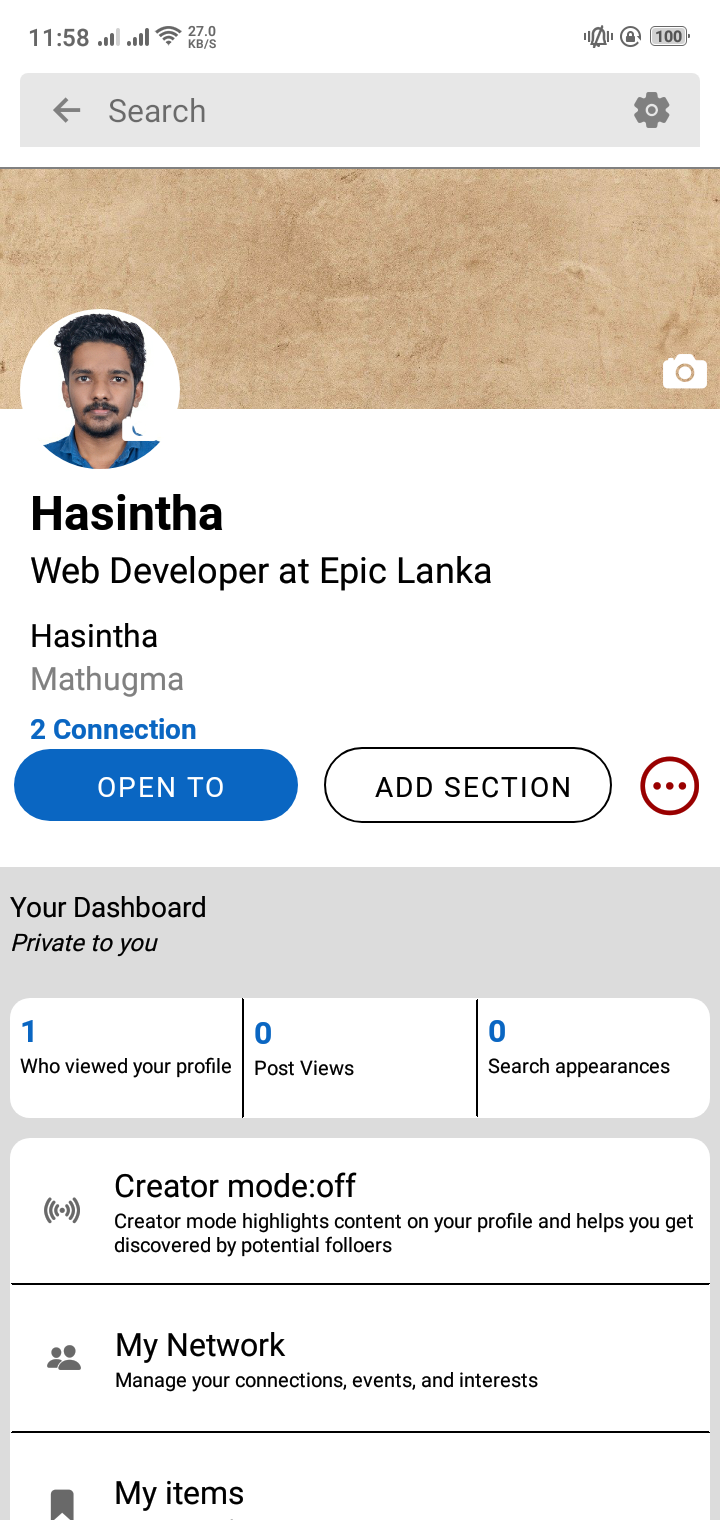 11:58 27.0 KB/S 100
Search
Hasintha
Web Developer at Epic Lanka
Hasintha
Mathugma
2 Connection
OPEN TO ADD SECTION
Your Dashboard
Private to you
1 0 0
Who viewed your profile Post Views Search appearances
Creator mode:off
Creator mode highlights content on your profile and helps you get
discovered by potential folloers
My Network
Manage your connections, events, and interests
My items